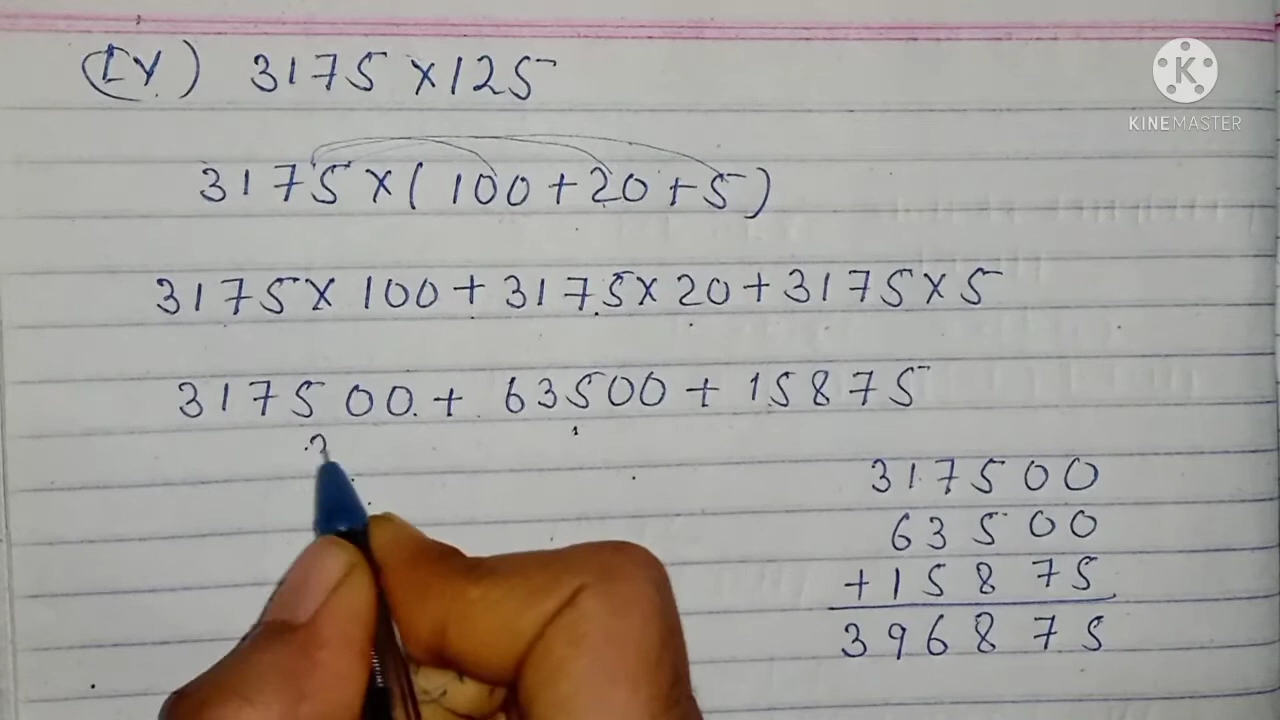 (IV) 3175 × 125
3175 × ( 100 + 20 + 5 )
3175 × 100 + 3175 × 20 + 3175 × 5
317500 + 63500 + 15875
317500
63500
+ 15875
396875
KINEMASTER